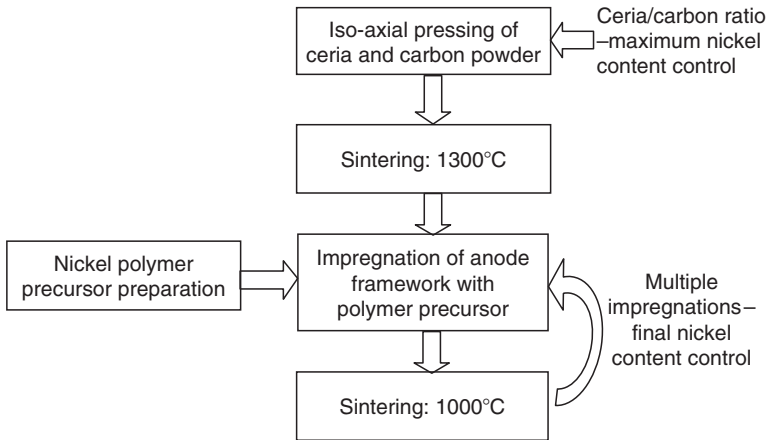 Iso-axial pressing of
ceria and carbon powder
Ceria/carbon ratio
–maximum nickel
content control
Sintering: 1300°C
Nickel polymer
precursor preparation
Impregnation of anode
framework with
polymer precursor
Multiple
impregnations–
final nickel
content control
Sintering: 1000°C